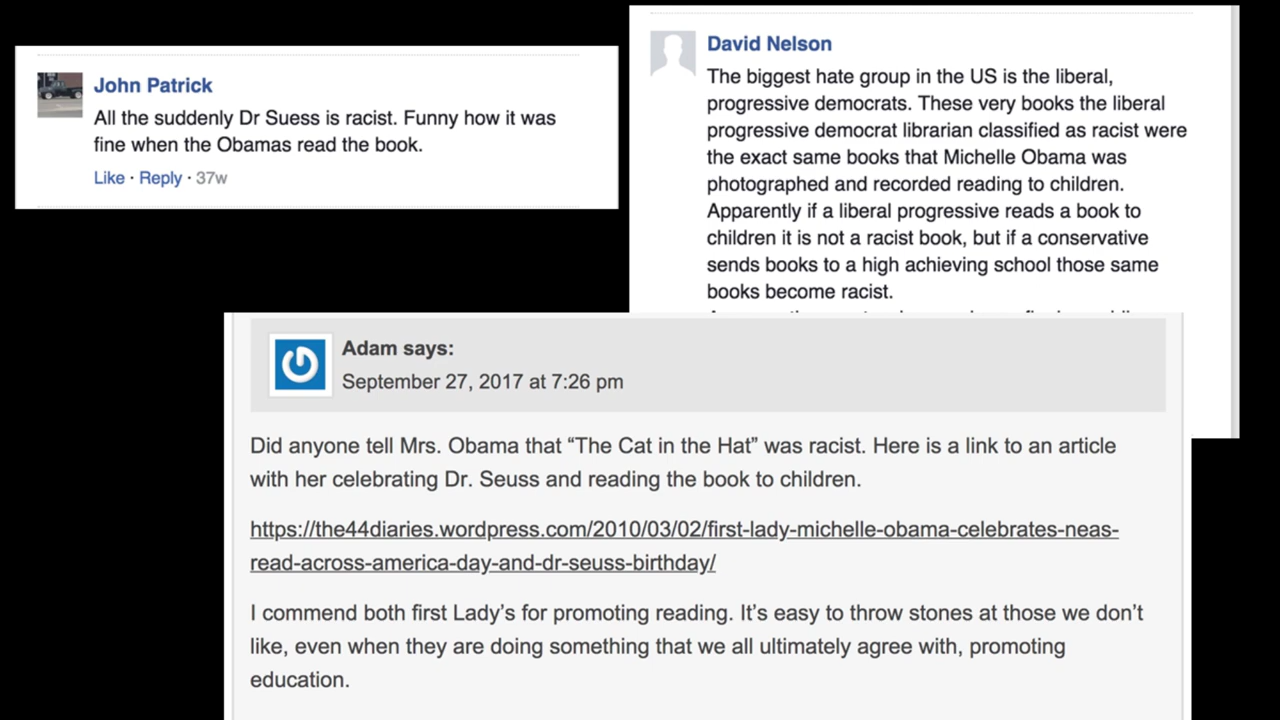 John Patrick
All the suddenly Dr Suess is racist. Funny how it was
fine when the Obamas read the book.
Like · Reply · 37w
David Nelson
The biggest hate group in the US is the liberal,
progressive democrats. These very books the liberal
progressive democrat librarian classified as racist were
the exact same books that Michelle Obama was
photographed and recorded reading to children.
Apparently if a liberal progressive reads a book to
children it is not a racist book, but if a conservative
sends books to a high achieving school those same
books become racist.
Adam says:
September 27, 2017 at 7:26 pm
Did anyone tell Mrs. Obama that “The Cat in the Hat” was racist. Here is a link to an article
with her celebrating Dr. Seuss and reading the book to children.
https://the44diaries.wordpress.com/2010/03/02/first-lady-michelle-obama-celebrates-neas-
read-across-america-day-and-dr-seuss-birthday/
I commend both first Lady’s for promoting reading. It’s easy to throw stones at those we don’t
like, even when they are doing something that we all ultimately agree with, promoting
education.